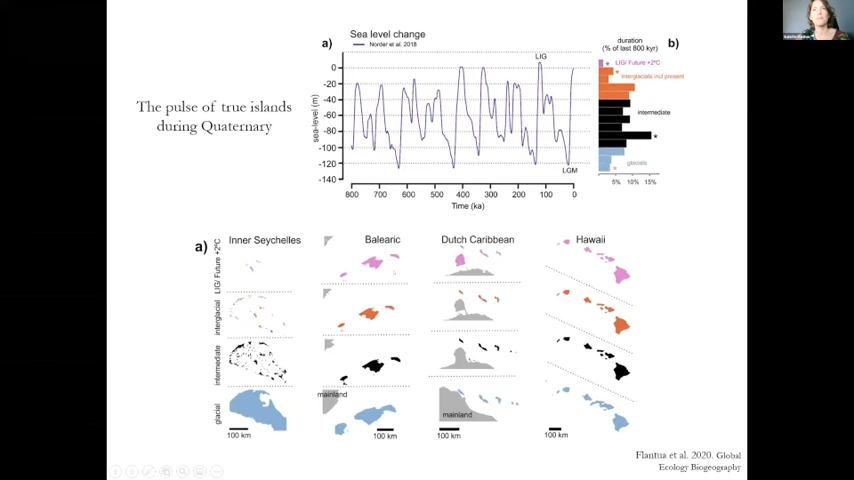 The pulse of true islands
during Quaternary
a)
Sea level change
Norder et al. 2018
sea-level (m)
0
-20
-40
-60
-80
-100
-120
-140
LIG
LGM
800
700
600
500
400
300
200
100
0
Time (ka)
duration
(% of last 800 kyr)
b)
LIG/ Future +2°C
interglacials incl present
intermediate
glacials
5%
10%
15%
a)
Inner Seychelles
Balearic
Dutch Caribbean
Hawaii
LIG/ Future +2°C
interglacial
intermediate
glacial
mainland
mainland
100 km
100 km
100 km
100 km
Flantua et al. 2020. Global
Ecology Biogeography